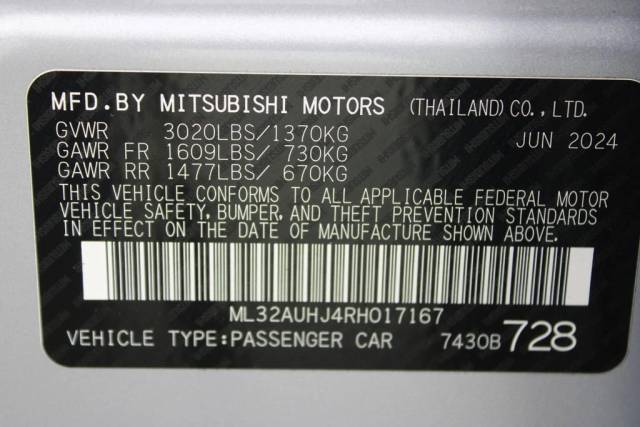 MFD.BY MITSUBISHI MOTORS (THAILAND)CO.,LTD.
GVWR 3020LBS/1370KG JUN 2024
GAWR FR 1609LBS/ 730KG
GAWR RR 1477LBS/ 670KG
THIS VEHICLE CONFORMS TO ALL APPLICABLE FEDERAL MOTOR
VEHICLE SAFETY, BUMPER, AND THEFT PREVENTION STANDARDS
IN EFFECT ON THE DATE OF MANUFACTURE SHOWN ABOVE.
ML32AUHJ4RH017167
VEHICLE TYPE:PASSENGER CAR 7430B 728